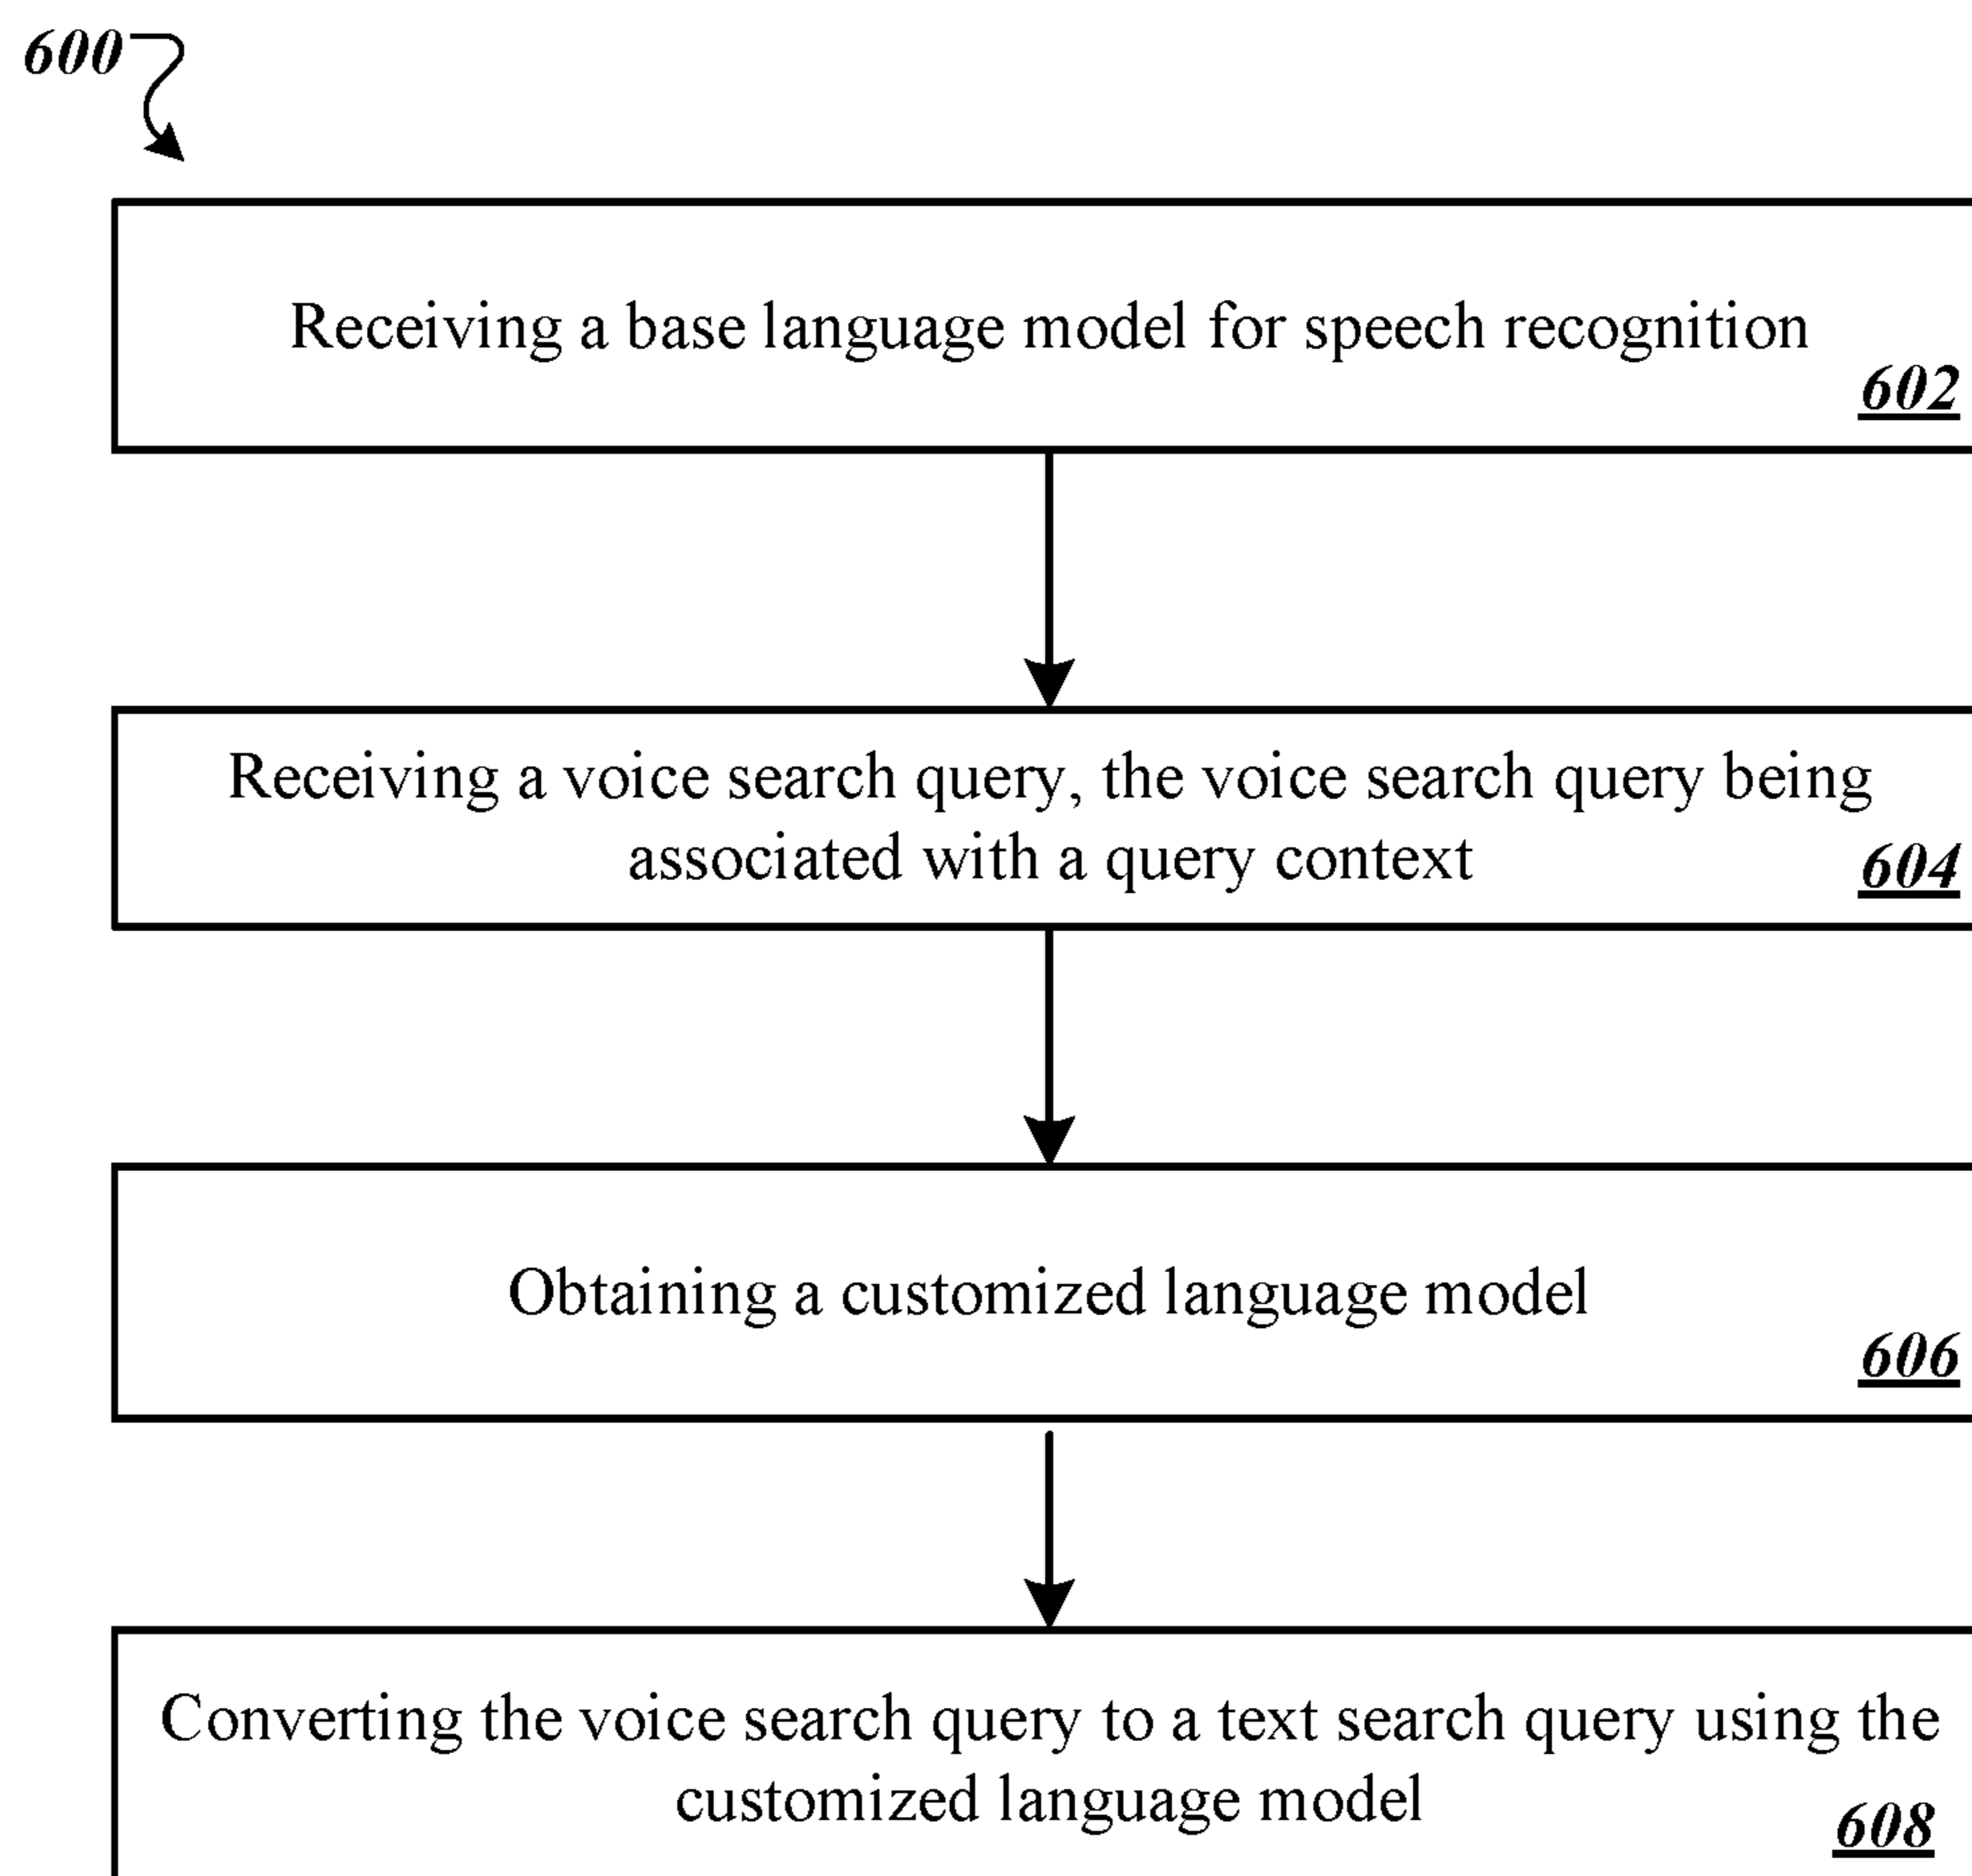 600
Receiving a base language model for speech recognition
602
Receiving a voice search query, the voice search query being
associated with a query context
604
Obtaining a customized language model
606
Converting the voice search query to a text search query using the
customized language model
608